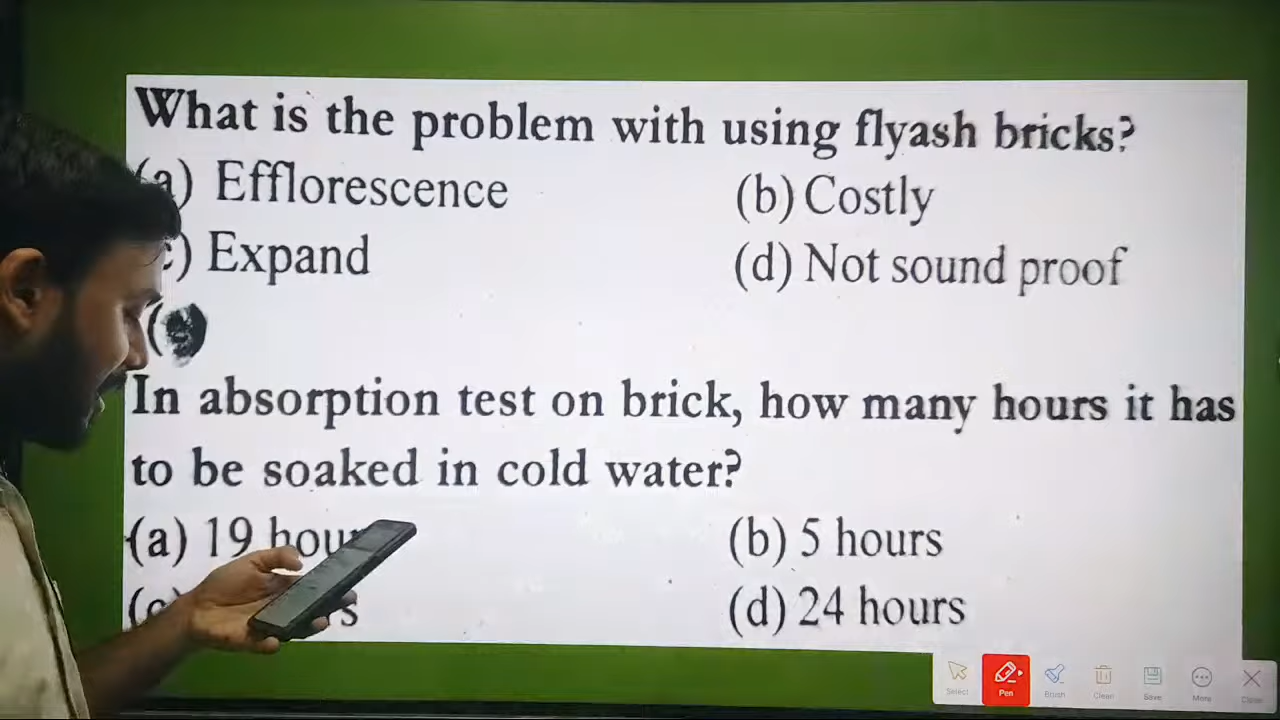 What is the problem with using flyash bricks?
a) Efflorescence (b) Costly
) Expand (d) Not sound proof
(
In absorption test on brick, how many hours it has
to be soaked in cold water?
(a) 19 hour (b) 5 hours
(d) 24 hours
Select Pen Brush Clean Save More Close